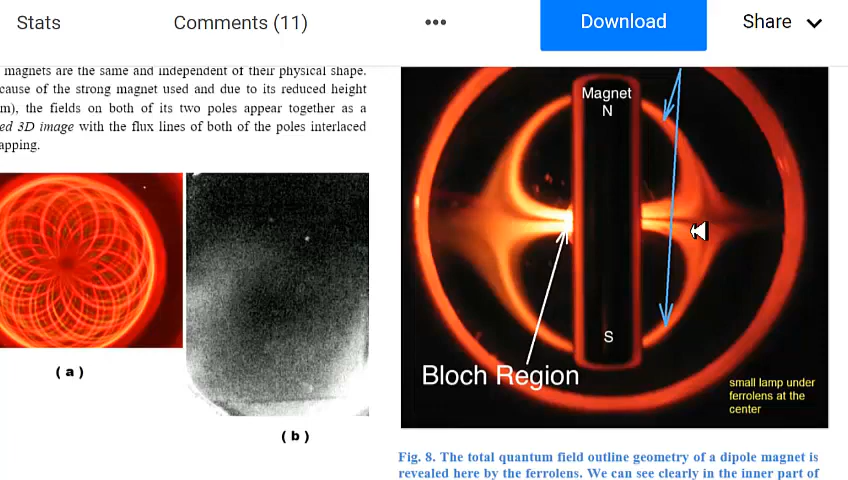 Stats
Comments (11)
Download
Share
magnets are the same and independent of their physical shape.
cause of the strong magnet used and due to its reduced height
m), the fields on both of its two poles appear together as a
ed 3D image with the flux lines of both of the poles interlaced
apping.
( a )
( b )
Magnet
N
S
Bloch Region
small lamp under
ferrolens at the
center
Fig. 8. The total quantum field outline geometry of a dipole magnet is
revealed here by the ferrolens. We can see clearly in the inner part of